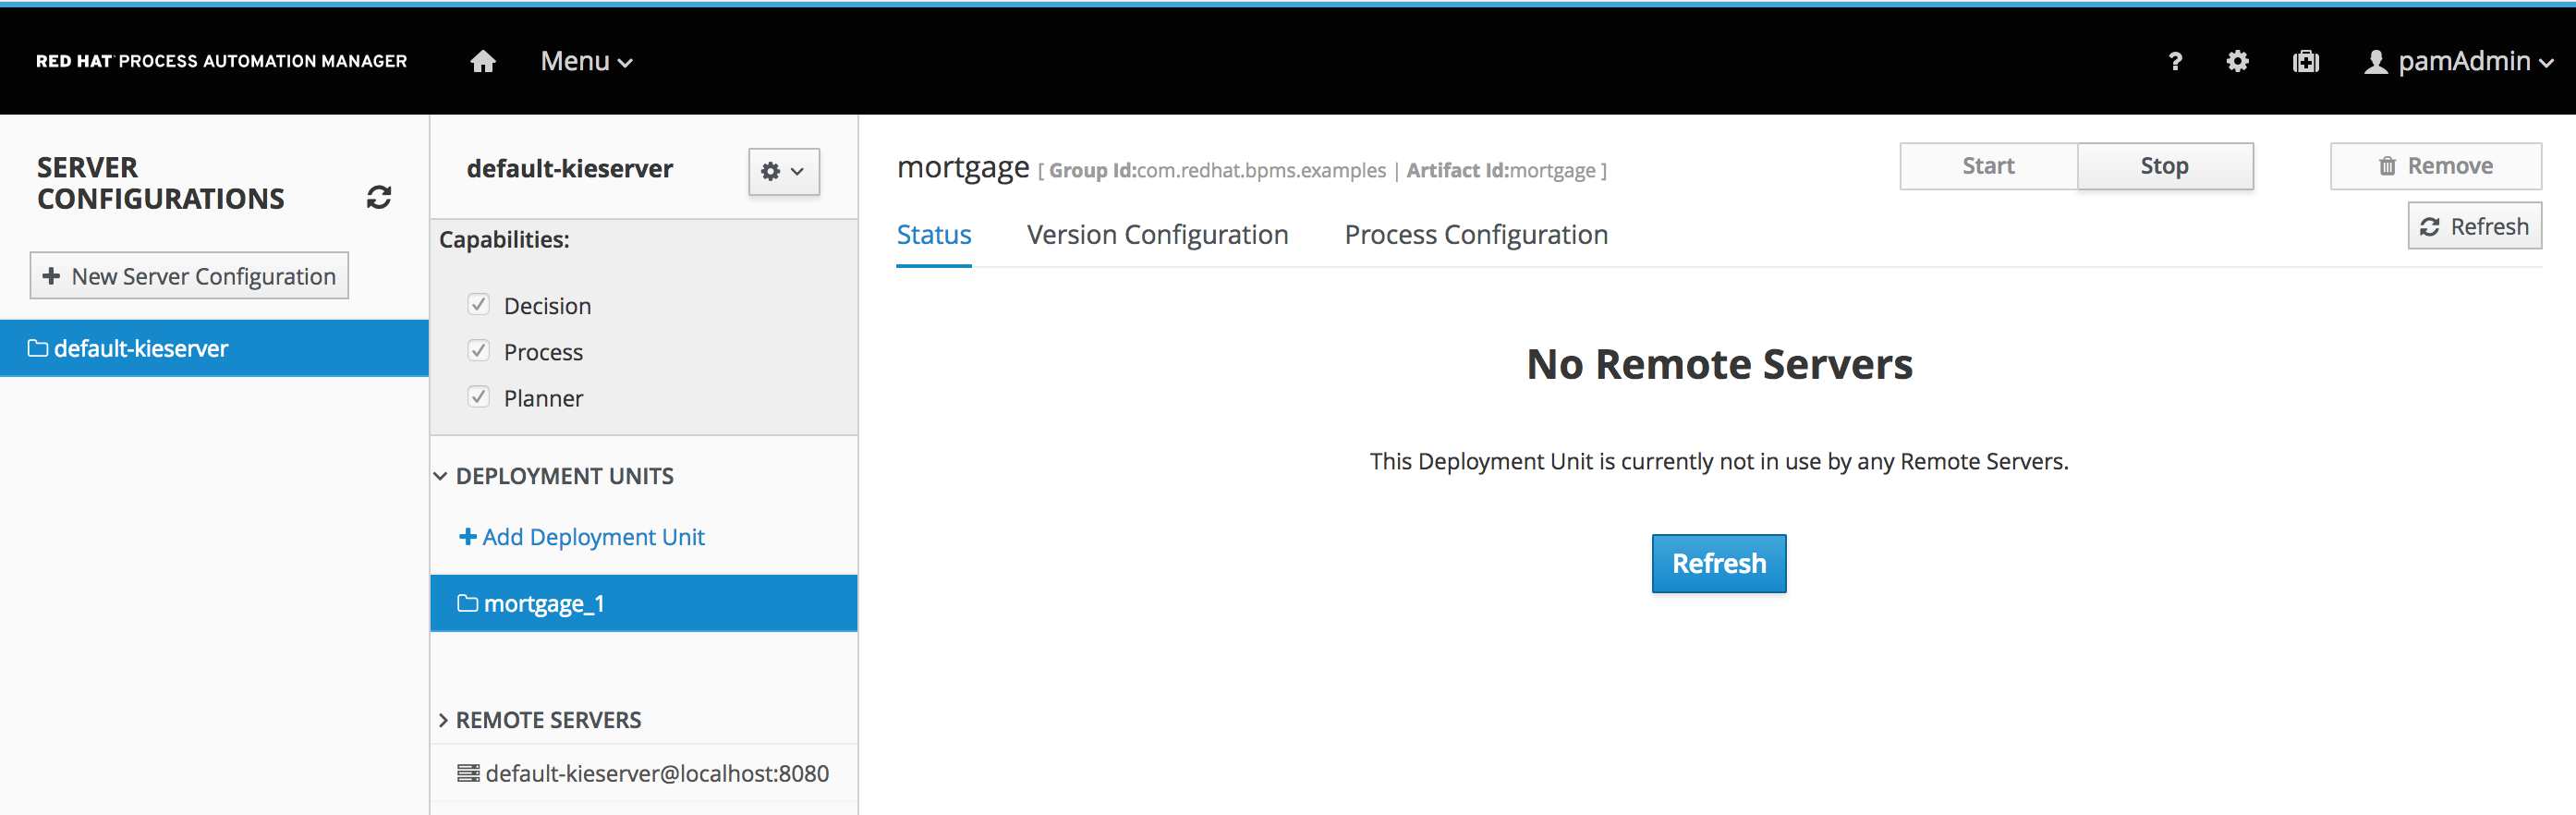 RED HAT PROCESS AUTOMATION MANAGER
Menu
?
pamAdmin
SERVER
CONFIGURATIONS
+ New Server Configuration
default-kieserver
default-kieserver
Capabilities:
Decision
Process
Planner
DEPLOYMENT UNITS
+ Add Deployment Unit
mortgage_1
REMOTE SERVERS
default-kieserver@localhost:8080
mortgage [ Group Id:com.redhat.bpms.examples | Artifact Id:mortgage ]
Start
Stop
Remove
Status
Version Configuration
Process Configuration
Refresh
No Remote Servers
This Deployment Unit is currently not in use by any Remote Servers.
Refresh